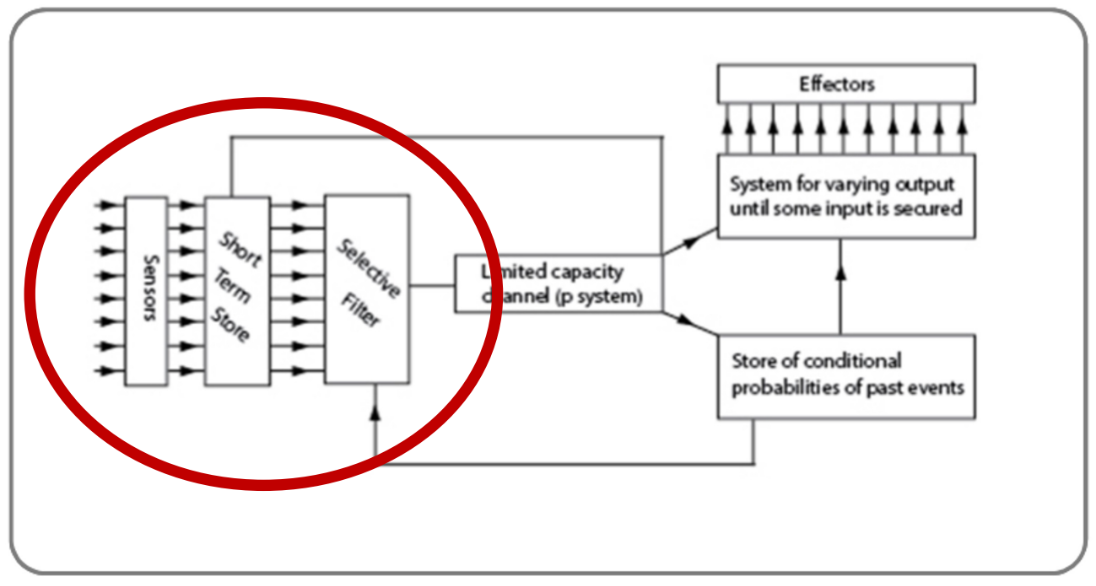 Sensors
Short
Term
Store
Selective
Filter
Limited capacity
channel (p system)
Effectors
System for varying output
until some input is secured
Store of conditional
probabilities of past events